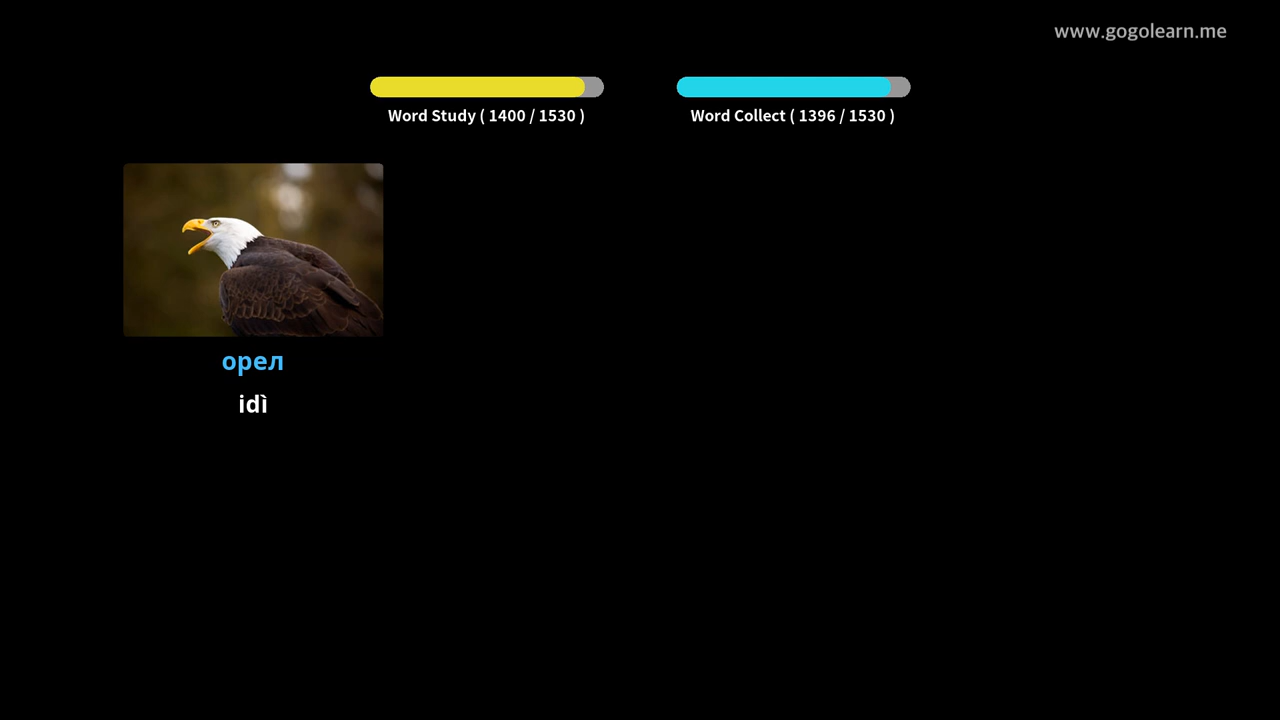 www.gogolearn.me
Word Study ( 1400 / 1530 )
Word Collect ( 1396 / 1530 )
орел
idì